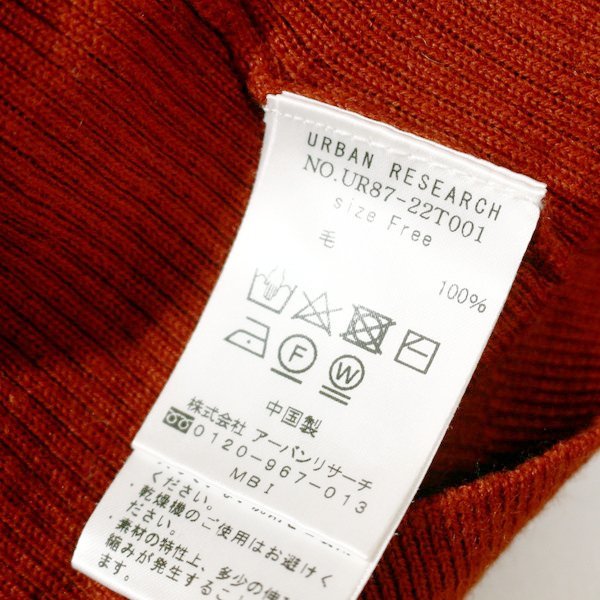 URBAN RESEARCH
NO.UR87-22T001
size Free
毛
100%
F
W
中国製
株式会社 アーバンリサーチ
0120-967-013
MBI
ください。
・乾燥機のご使用はお避けく
ださい。
・素材の特性上、多少の
縮みが発生すること
ます。